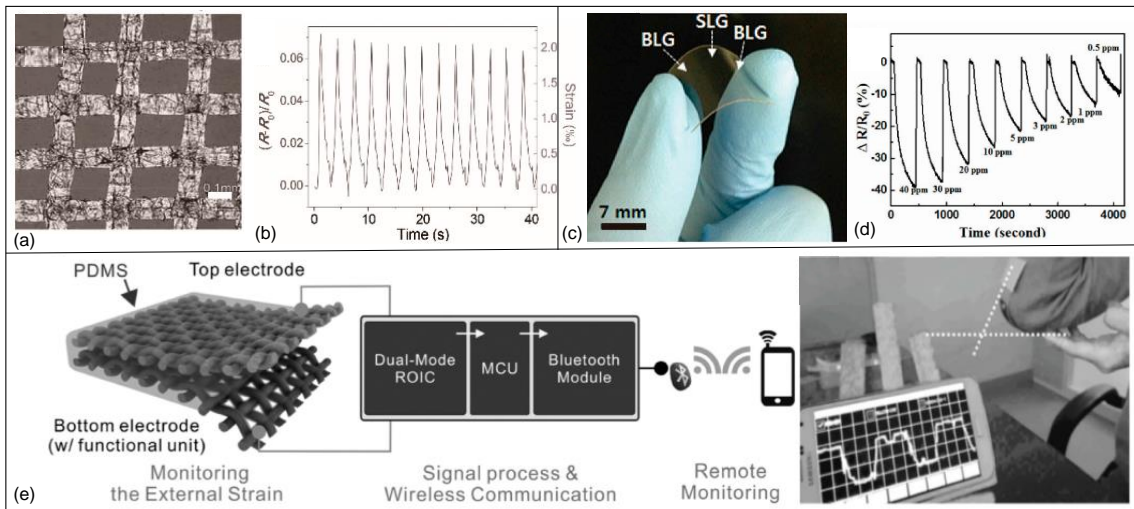 0.1mm
(a)
(R-R0)/R0
0.06
0.04
0.02
0.00
0 10 20 30 40
Time (s)
2.0
1.5
1.0
0.5
0.0
Strain (‰)
(b)
SLG
BLG
BLG
7 mm
(c)
Δ R/R0 (%)
0
-10
-20
-30
-40
0.5 ppm
1 ppm
2 ppm
3 ppm
5 ppm
10 ppm
20 ppm
40 ppm
30 ppm
0 1000 2000 3000 4000
Time (second)
(d)
PDMS
Top electrode
Bottom electrode
(w/ functional unit)
Monitoring
the External Strain
Dual-Mode
ROIC
MCU
Bluetooth
Module
Signal process &
Wireless Communication
Remote
Monitoring
(e)